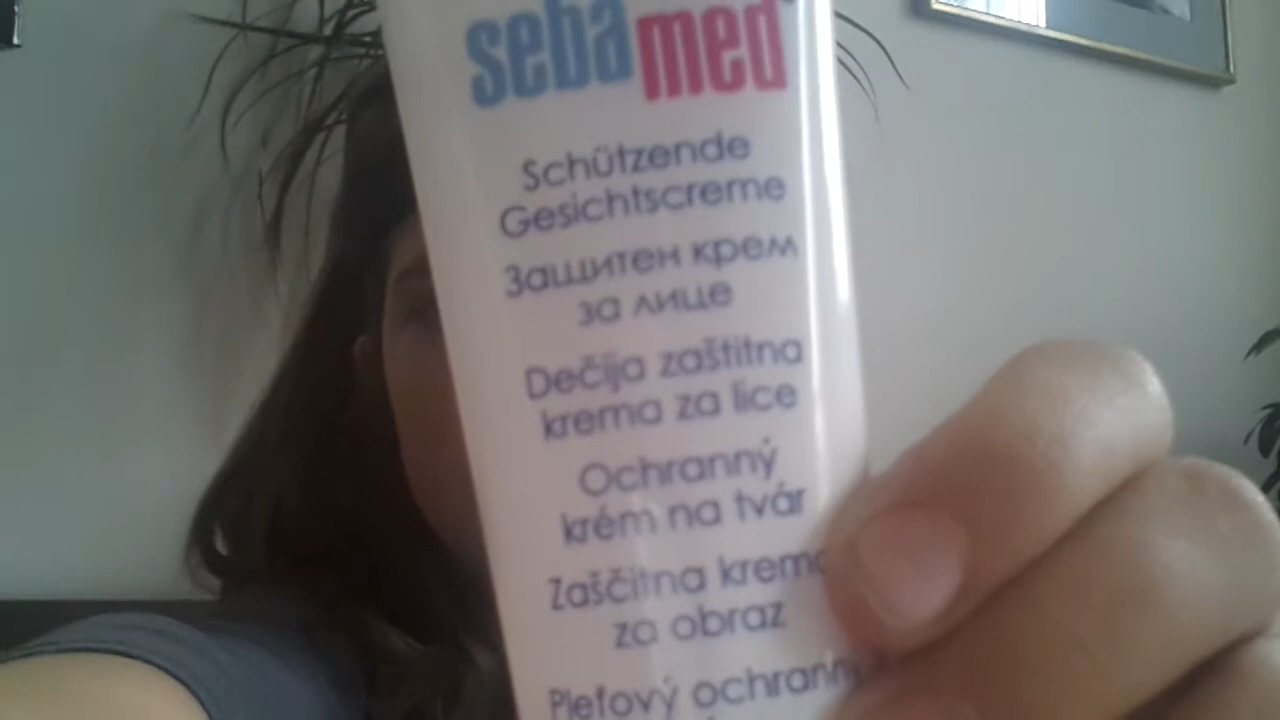 sebamed
Schützende
Gesichtscreme
Защитен крем
за лице
Dečija zaštitna
krema za lice
Ochranný
krém na tvár
Zaščitna krema
za obraz
Pleťový ochranný